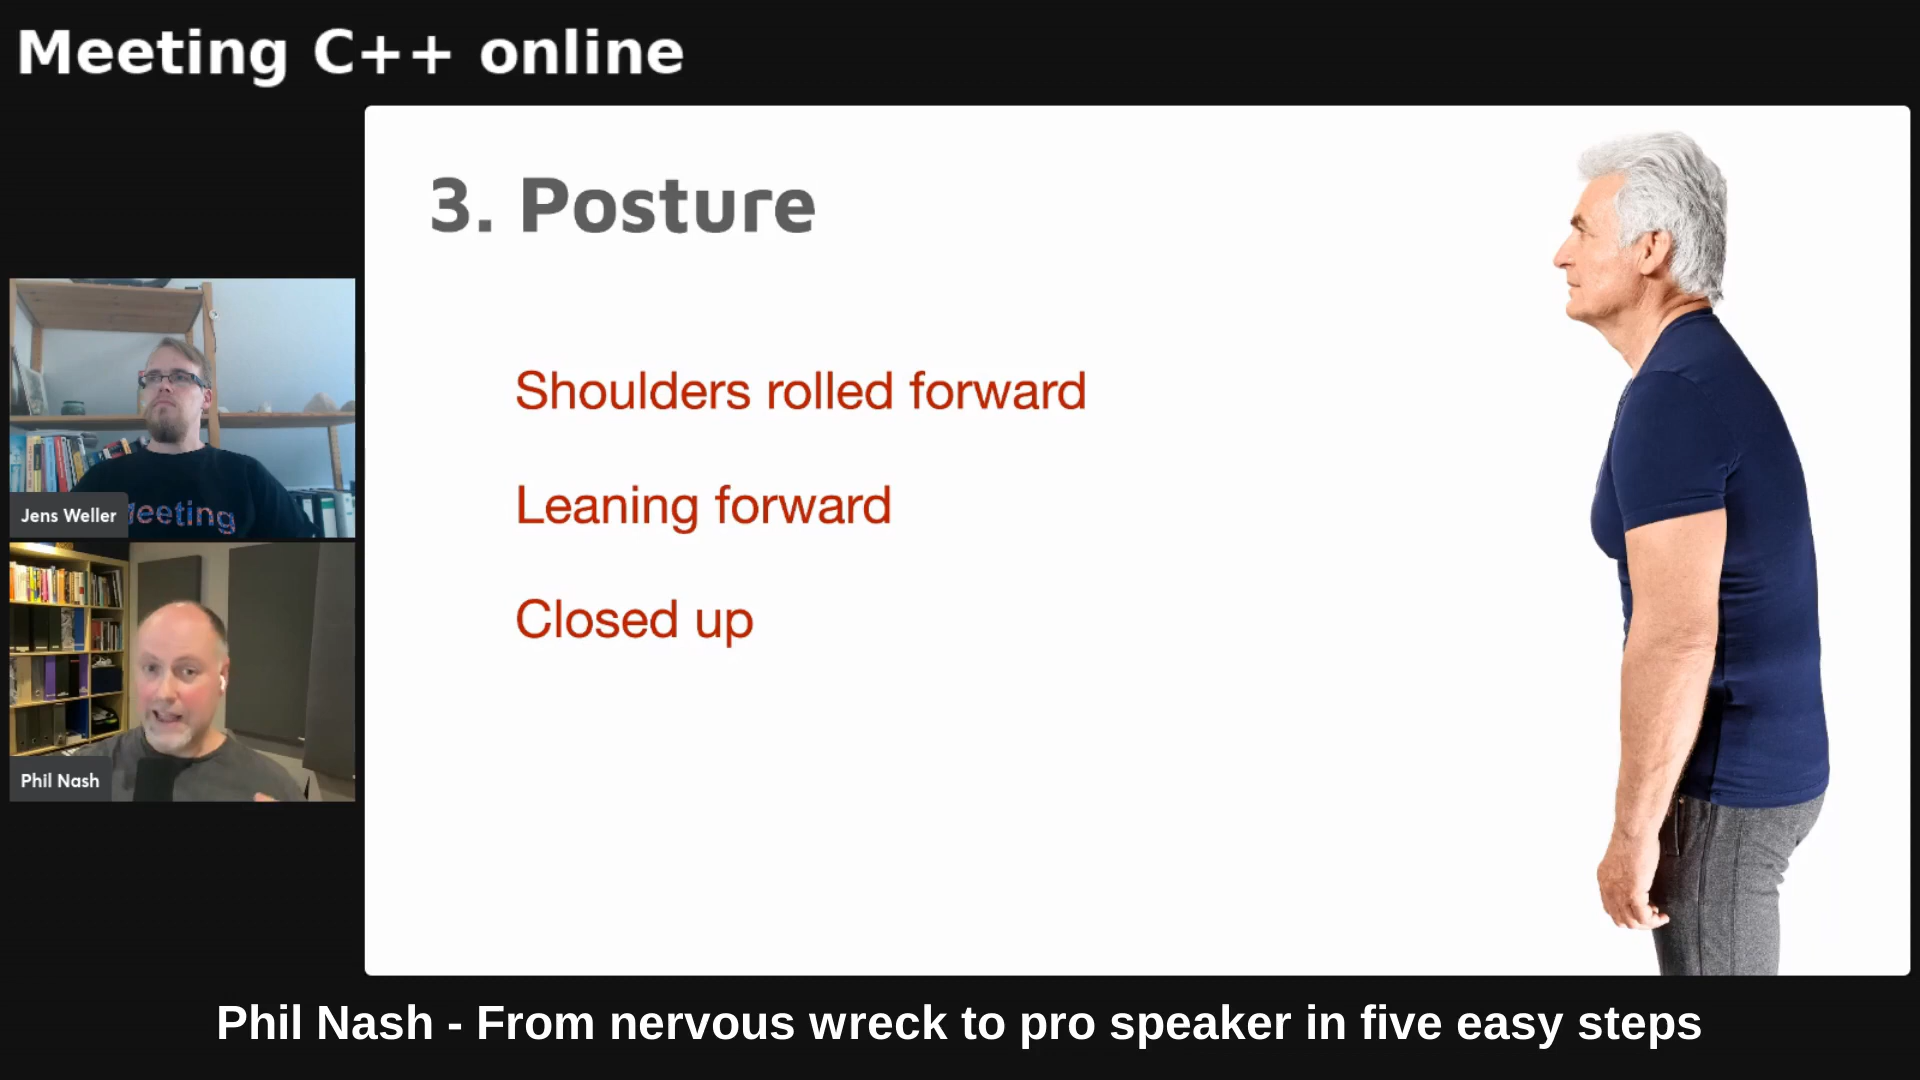 Meeting C++ online
3. Posture
Shoulders rolled forward
Leaning forward
Closed up
Jens Weller
Meeting
Phil Nash
Phil Nash - From nervous wreck to pro speaker in five easy steps